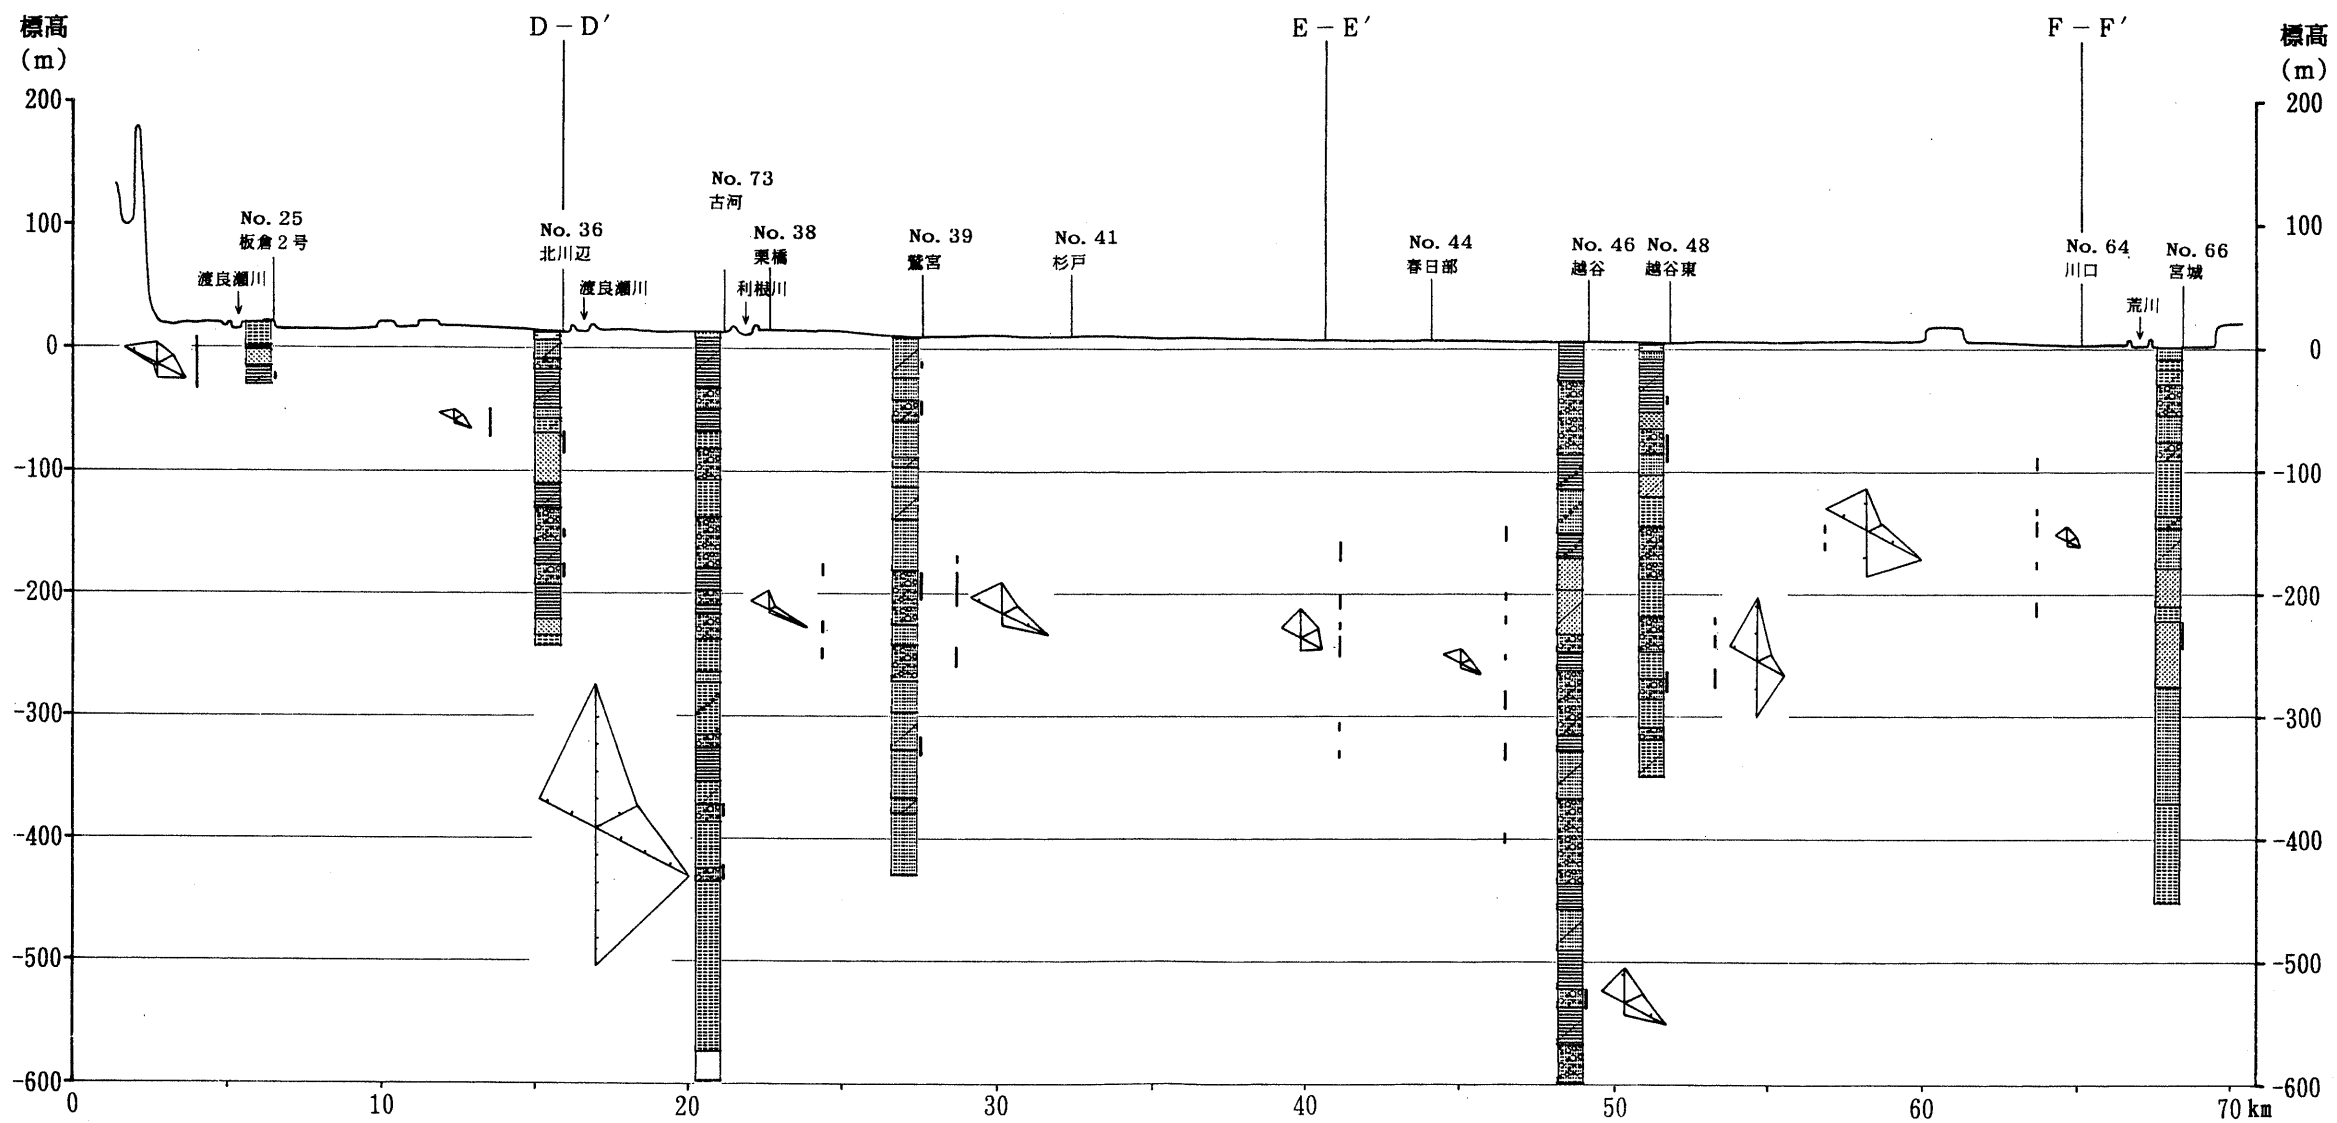 標高
(m)
D − D′
E − E′
F − F′
標高
(m)
200
100
0
-100
-200
-300
-400
-500
-600
200
100
0
-100
-200
-300
-400
-500
-600
No. 25
板倉2号
渡良瀬川
No. 36
北川辺
渡良瀬川
No. 73
古河
利根川
No. 38
栗橋
No. 39
鷲宮
No. 41
杉戸
No. 44
春日部
No. 46
越谷
No. 48
越谷東
No. 64
川口
荒川
No. 66
宮城
0
10
20
30
40
50
60
70 km